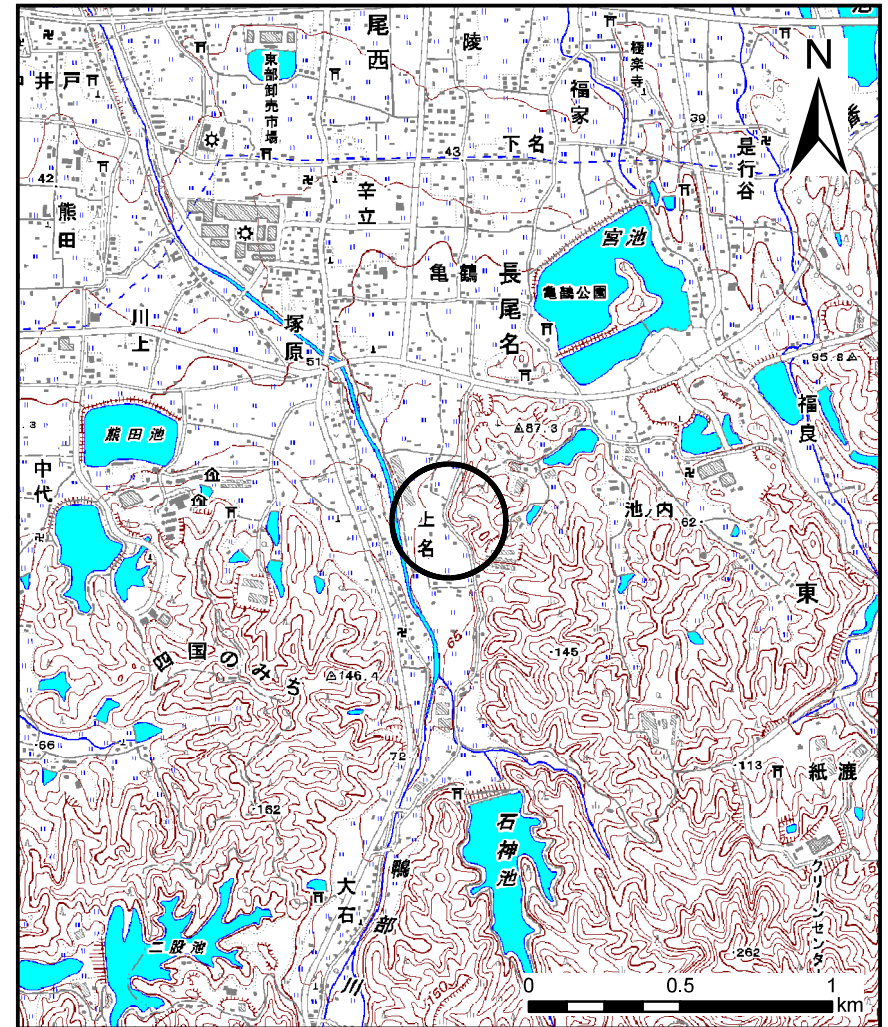 尾西
陵
井戸
東部卸売市場
福家
極楽寺
N
39
是行谷
43
下名
42
熊田
辛立
宮池
亀鶴
長尾名
亀鶴公園
川上
塚原
51
95.8
福良
熊田池
87.3
中代
上名
池ノ内
62
東
65
145
四国のみち
146.4
66
72
113
紙漉
162
石神池
クリーンセンター
鴨部川
大石
二股池
262
150
0 0.5 1
km